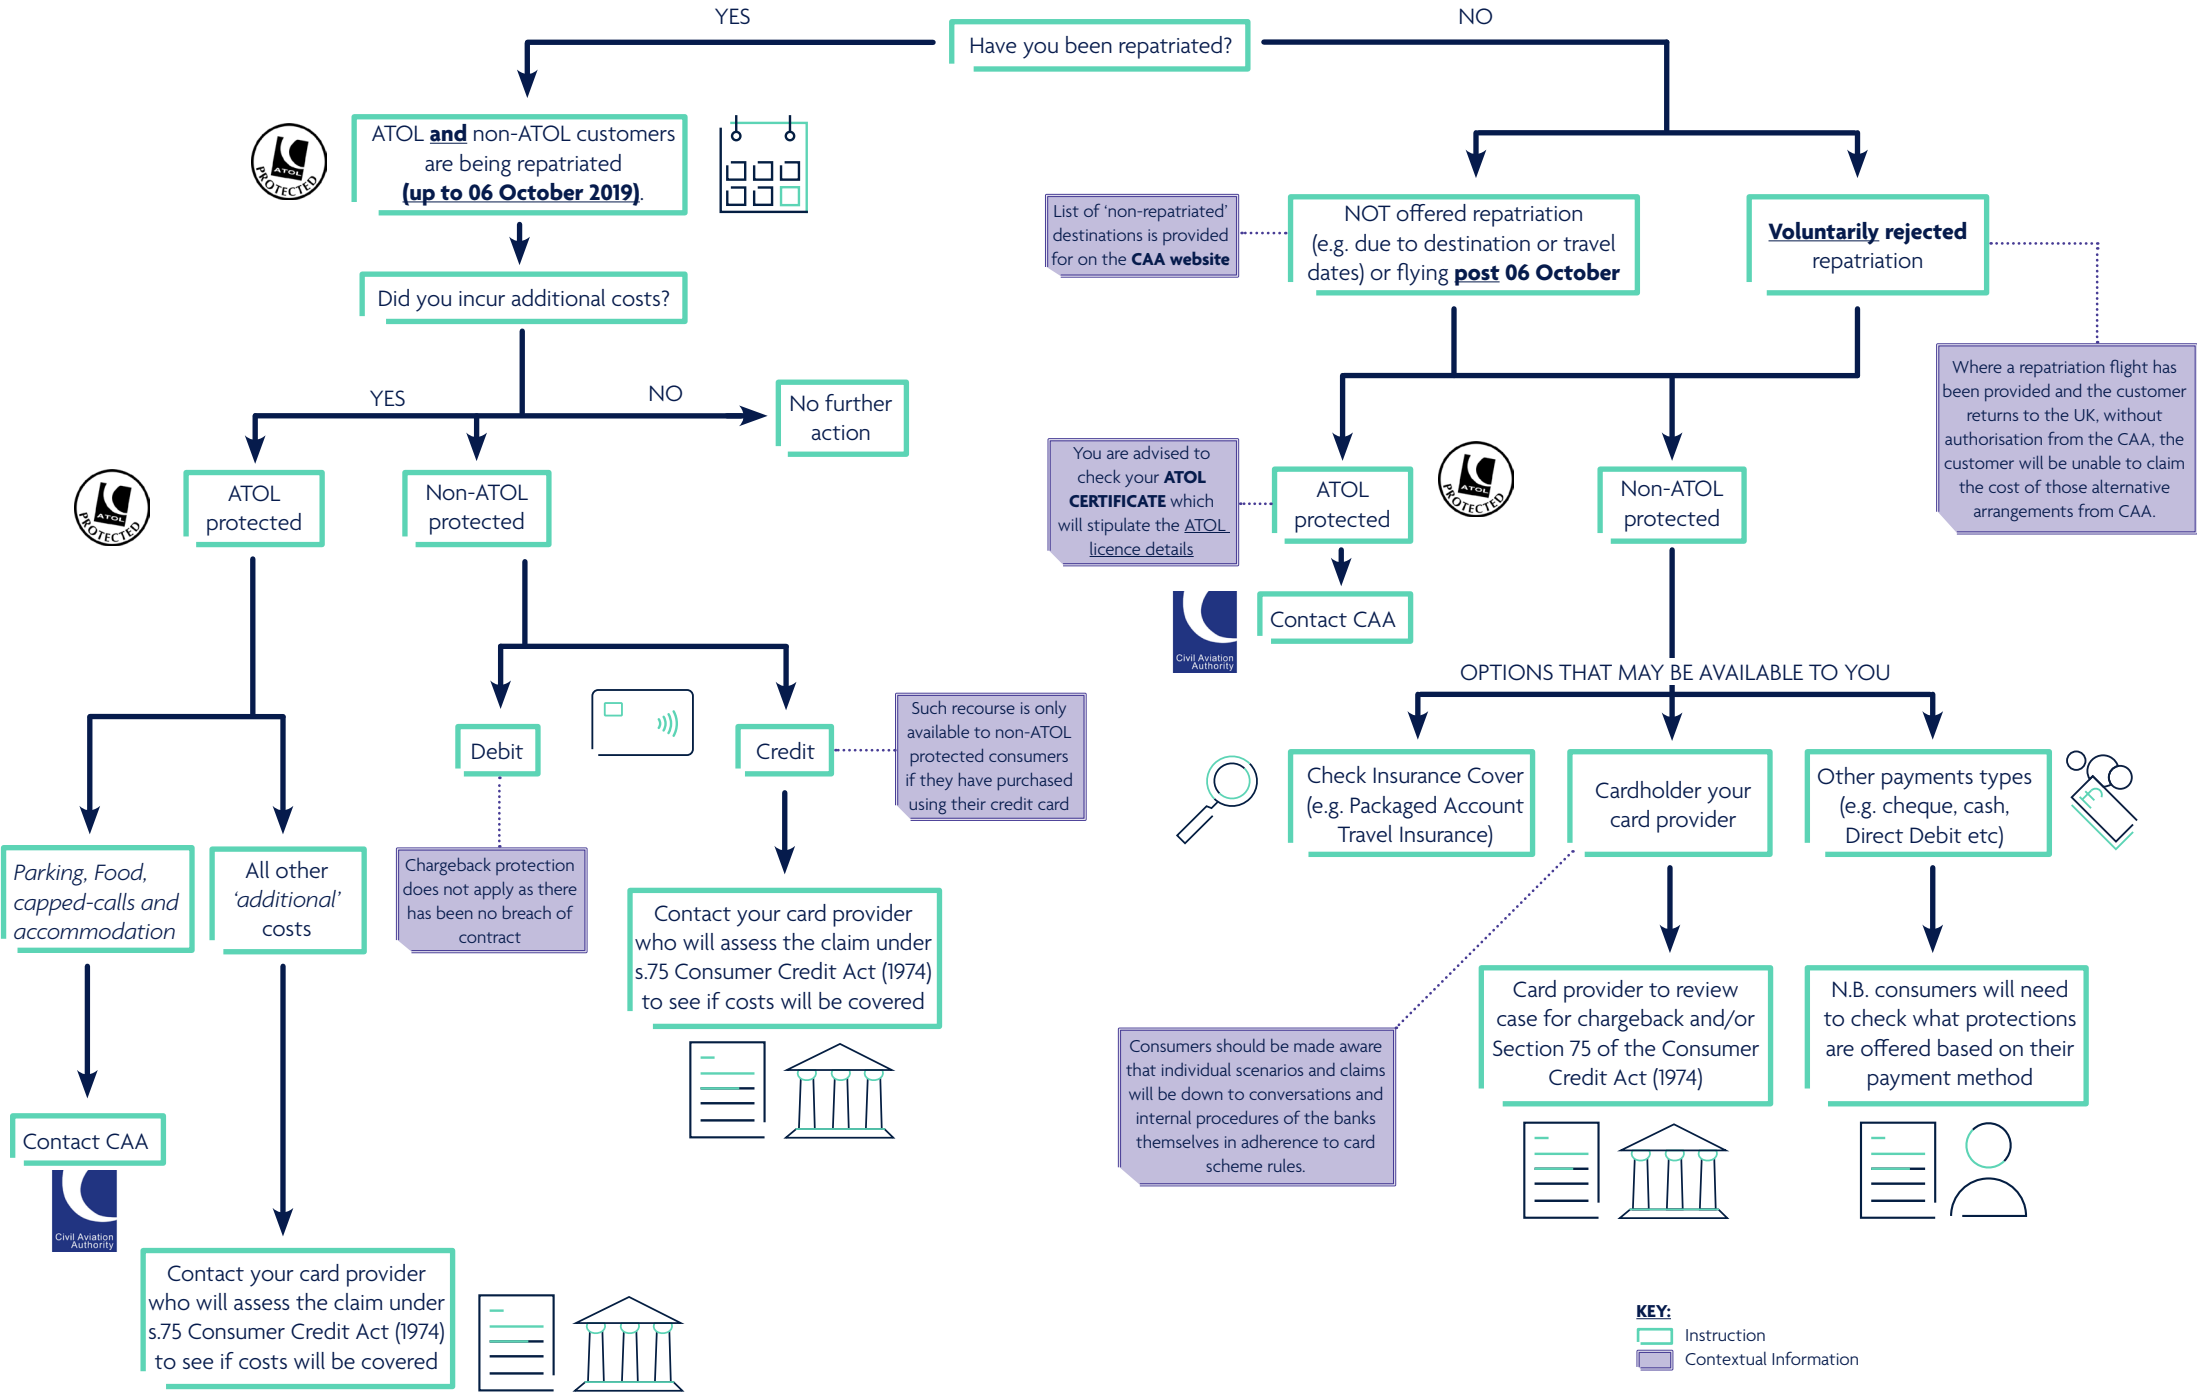 YES
NO
Have you been repatriated?
ATOL
PROTECTED
ATOL and non-ATOL customers
are being repatriated
(up to 06 October 2019).
List of ‘non-repatriated’
destinations is provided
for on the CAA website
NOT offered repatriation
(e.g. due to destination or travel
dates) or flying post 06 October
Voluntarily rejected
repatriation
Did you incur additional costs?
Where a repatriation flight has
been provided and the customer
returns to the UK, without
authorisation from the CAA, the
customer will be unable to claim
the cost of those alternative
arrangements from CAA.
YES
NO
No further
action
ATOL
PROTECTED
ATOL
protected
Non-ATOL
protected
You are advised to
check your ATOL
CERTIFICATE which
will stipulate the ATOL
licence details
ATOL
protected
ATOL
PROTECTED
Non-ATOL
protected
Contact CAA
Civil Aviation
Authority
OPTIONS THAT MAY BE AVAILABLE TO YOU
Debit
Credit
Such recourse is only
available to non-ATOL
protected consumers
if they have purchased
using their credit card
Check Insurance Cover
(e.g. Packaged Account
Travel Insurance)
Cardholder your
card provider
Other payments types
(e.g. cheque, cash,
Direct Debit etc)
£
Parking, Food,
capped-calls and
accommodation
All other
‘additional’
costs
Chargeback protection
does not apply as there
has been no breach of
contract
Contact your card provider
who will assess the claim under
s.75 Consumer Credit Act (1974)
to see if costs will be covered
Card provider to review
case for chargeback and/or
Section 75 of the Consumer
Credit Act (1974)
N.B. consumers will need
to check what protections
are offered based on their
payment method
Consumers should be made aware
that individual scenarios and claims
will be down to conversations and
internal procedures of the banks
themselves in adherence to card
scheme rules.
Contact CAA
Civil Aviation
Authority
Contact your card provider
who will assess the claim under
s.75 Consumer Credit Act (1974)
to see if costs will be covered
KEY:
Instruction
Contextual Information